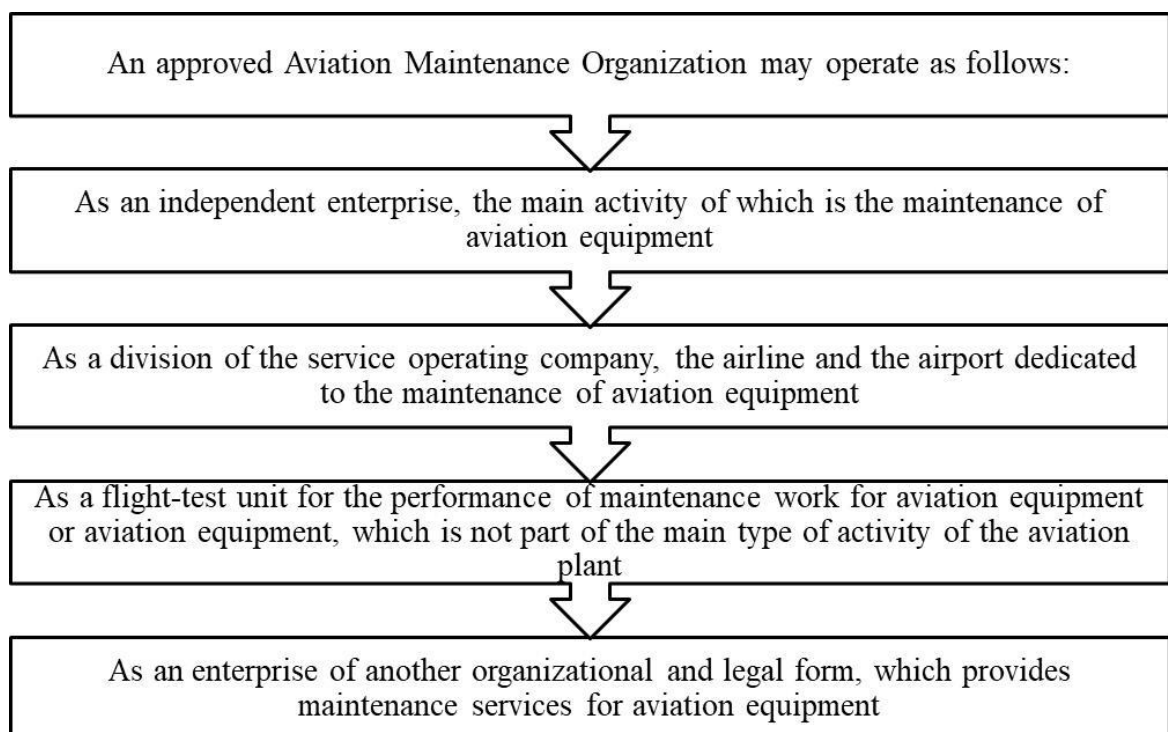 An approved Aviation Maintenance Organization may operate as follows:
As an independent enterprise, the main activity of which is the maintenance of
aviation equipment
As a division of the service operating company, the airline and the airport dedicated
to the maintenance of aviation equipment
As a flight-test unit for the performance of maintenance work for aviation equipment
or aviation equipment, which is not part of the main type of activity of the aviation
plant
As an enterprise of another organizational and legal form, which provides
maintenance services for aviation equipment